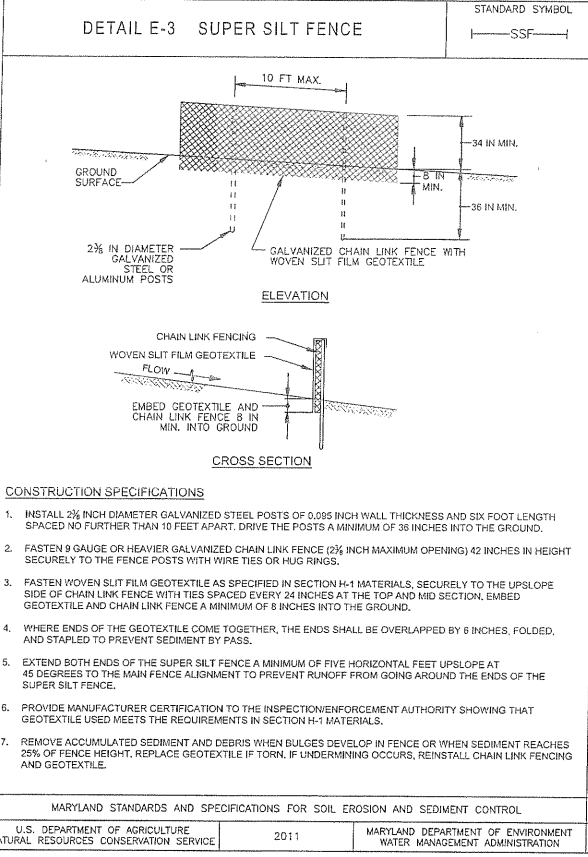 DETAIL E-3 SUPER SILT FENCE
STANDARD SYMBOL
SSF
10 FT MAX.
34 IN MIN.
GROUND
SURFACE
8 IN
MIN.
36 IN MIN.
2⅜ IN DIAMETER
GALVANIZED
STEEL OR
ALUMINUM POSTS
GALVANIZED CHAIN LINK FENCE WITH
WOVEN SLIT FILM GEOTEXTILE
ELEVATION
CHAIN LINK FENCING
WOVEN SLIT FILM GEOTEXTILE
FLOW
EMBED GEOTEXTILE AND
CHAIN LINK FENCE 8 IN
MIN. INTO GROUND
CROSS SECTION
CONSTRUCTION SPECIFICATIONS
1. INSTALL 2⅜ INCH DIAMETER GALVANIZED STEEL POSTS OF 0.095 INCH WALL THICKNESS AND SIX FOOT LENGTH
SPACED NO FURTHER THAN 10 FEET APART. DRIVE THE POSTS A MINIMUM OF 36 INCHES INTO THE GROUND.
2. FASTEN 9 GAUGE OR HEAVIER GALVANIZED CHAIN LINK FENCE (2⅜ INCH MAXIMUM OPENING) 42 INCHES IN HEIGHT
SECURELY TO THE FENCE POSTS WITH WIRE TIES OR HUG RINGS.
3. FASTEN WOVEN SLIT FILM GEOTEXTILE AS SPECIFIED IN SECTION H-1 MATERIALS, SECURELY TO THE UPSLOPE
SIDE OF CHAIN LINK FENCE WITH TIES SPACED EVERY 24 INCHES AT THE TOP AND MID SECTION. EMBED
GEOTEXTILE AND CHAIN LINK FENCE A MINIMUM OF 8 INCHES INTO THE GROUND.
4. WHERE ENDS OF THE GEOTEXTILE COME TOGETHER, THE ENDS SHALL BE OVERLAPPED BY 6 INCHES, FOLDED,
AND STAPLED TO PREVENT SEDIMENT BY PASS.
5. EXTEND BOTH ENDS OF THE SUPER SILT FENCE A MINIMUM OF FIVE HORIZONTAL FEET UPSLOPE AT
45 DEGREES TO THE MAIN FENCE ALIGNMENT TO PREVENT RUNOFF FROM GOING AROUND THE ENDS OF THE
SUPER SILT FENCE.
6. PROVIDE MANUFACTURER CERTIFICATION TO THE INSPECTION/ENFORCEMENT AUTHORITY SHOWING THAT
GEOTEXTILE USED MEETS THE REQUIREMENTS IN SECTION H-1 MATERIALS.
7. REMOVE ACCUMULATED SEDIMENT AND DEBRIS WHEN BULGES DEVELOP IN FENCE OR WHEN SEDIMENT REACHES
25% OF FENCE HEIGHT. REPLACE GEOTEXTILE IF TORN. IF UNDERMINING OCCURS, REINSTALL CHAIN LINK FENCING
AND GEOTEXTILE.
MARYLAND STANDARDS AND SPECIFICATIONS FOR SOIL EROSION AND SEDIMENT CONTROL
U.S. DEPARTMENT OF AGRICULTURE
ATURAL RESOURCES CONSERVATION SERVICE
2011
MARYLAND DEPARTMENT OF ENVIRONMENT
WATER MANAGEMENT ADMINISTRATION